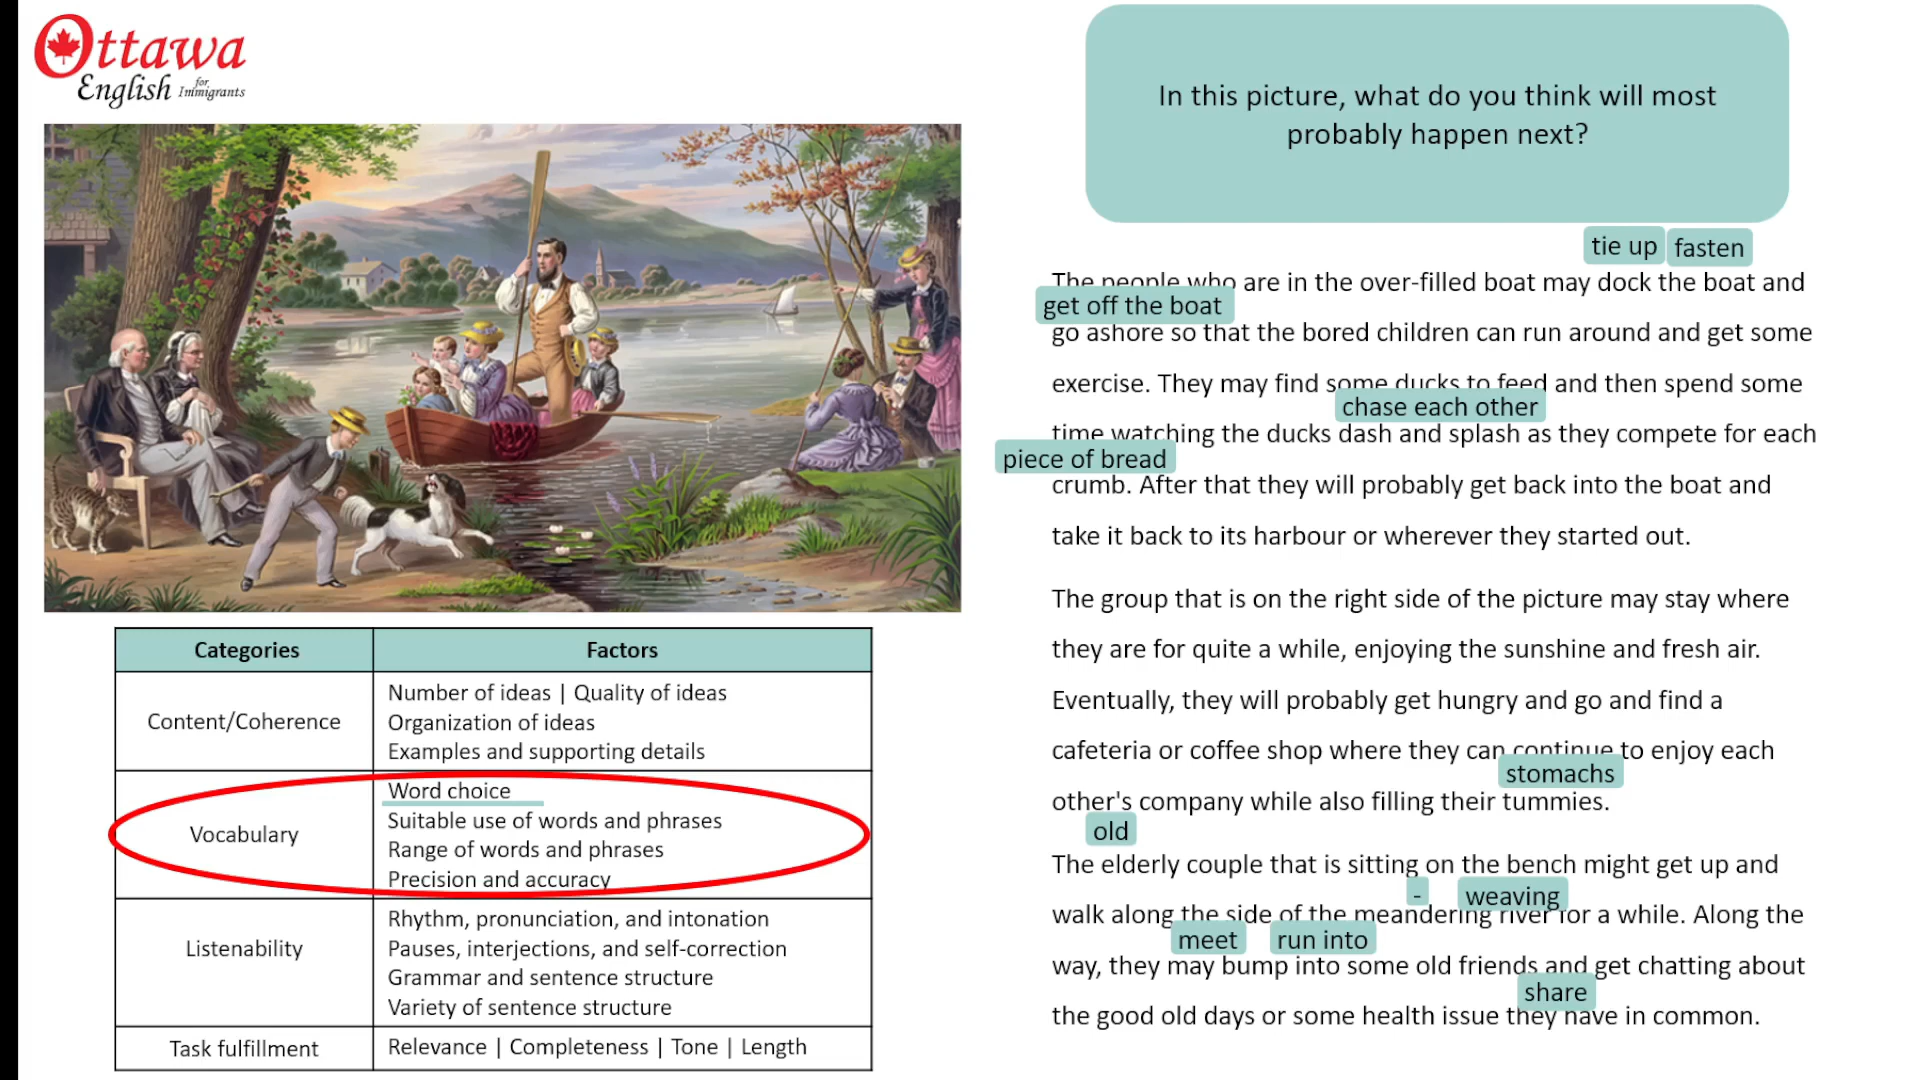 Ottawa
English for Immigrants
In this picture, what do you think will most
probably happen next?
tie up fasten
The people who are in the over-filled boat may dock the boat and
get off the boat
go ashore so that the bored children can run around and get some
exercise. They may find some ducks to feed and then spend some
chase each other
time watching the ducks dash and splash as they compete for each
piece of bread
crumb. After that they will probably get back into the boat and
take it back to its harbour or wherever they started out.
The group that is on the right side of the picture may stay where
they are for quite a while, enjoying the sunshine and fresh air.
Eventually, they will probably get hungry and go and find a
cafeteria or coffee shop where they can continue to enjoy each
stomachs
other's company while also filling their tummies.
old
The elderly couple that is sitting on the bench might get up and
- weaving
walk along the side of the meandering river for a while. Along the
meet run into
way, they may bump into some old friends and get chatting about
share
the good old days or some health issue they have in common.
Categories Factors
Content/Coherence
Number of ideas | Quality of ideas
Organization of ideas
Examples and supporting details
Vocabulary
Word choice
Suitable use of words and phrases
Range of words and phrases
Precision and accuracy
Listenability
Rhythm, pronunciation, and intonation
Pauses, interjections, and self-correction
Grammar and sentence structure
Variety of sentence structure
Task fulfillment
Relevance | Completeness | Tone | Length